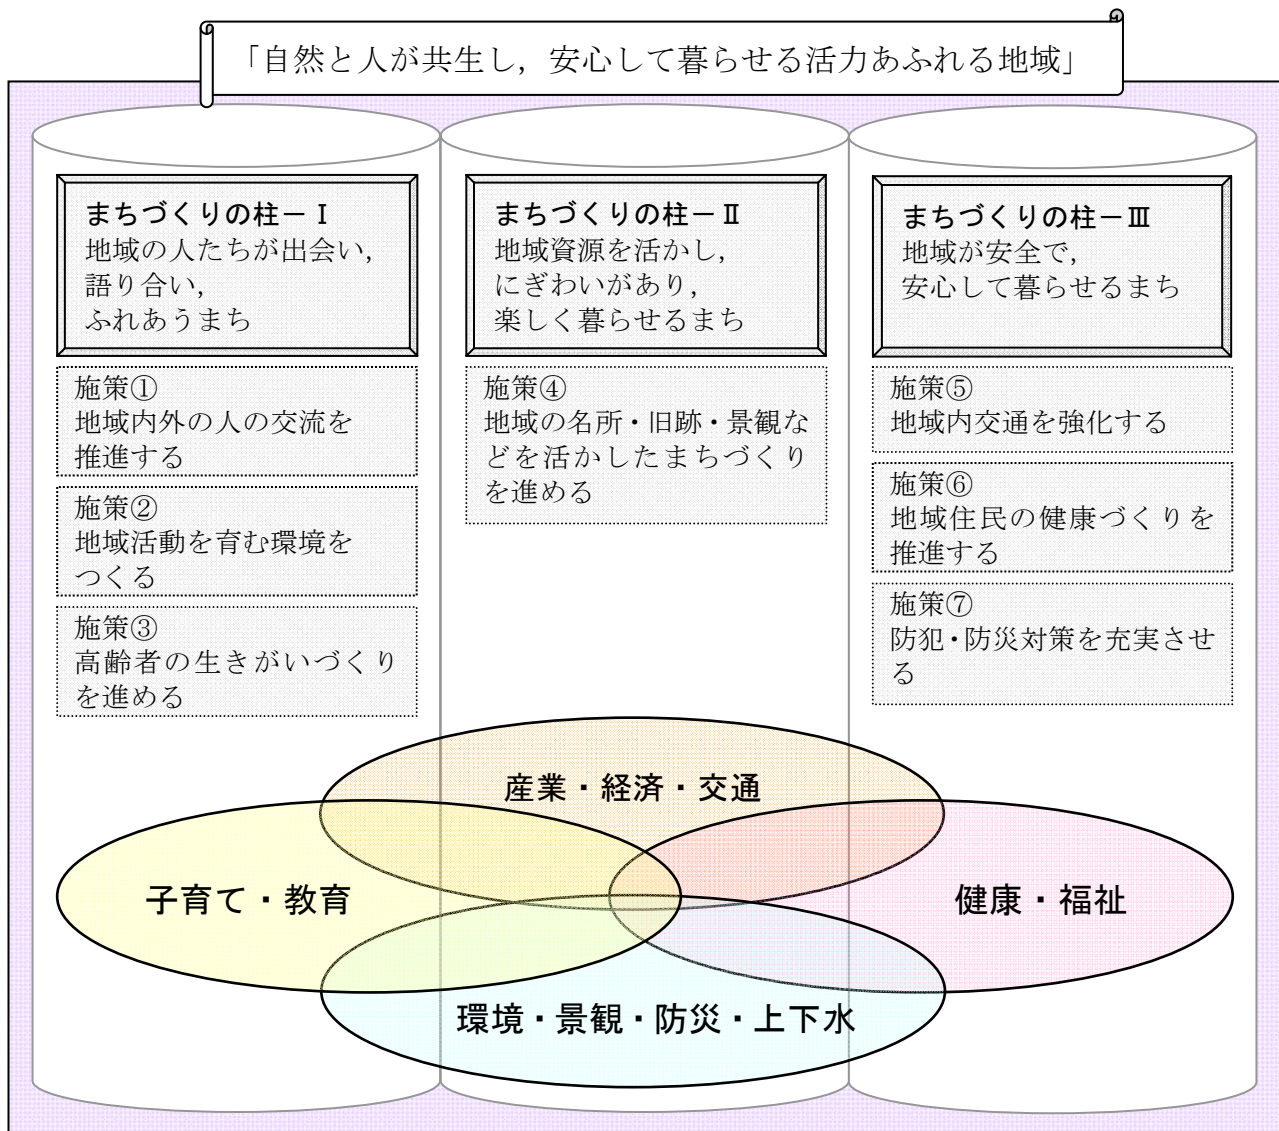 「自然と人が共生し，安心して暮らせる活力あふれる地域」
まちづくりの柱－Ⅰ
地域の人たちが出会い，
語り合い，
ふれあうまち
施策①
地域内外の人の交流を
推進する
施策②
地域活動を育む環境を
つくる
施策③
高齢者の生きがいづくり
を進める
まちづくりの柱－Ⅱ
地域資源を活かし，
にぎわいがあり，
楽しく暮らせるまち
施策④
地域の名所・旧跡・景観な
どを活かしたまちづくり
を進める
まちづくりの柱－Ⅲ
地域が安全で，
安心して暮らせるまち
施策⑤
地域内交通を強化する
施策⑥
地域住民の健康づくりを
推進する
施策⑦
防犯・防災対策を充実させ
る
産業・経済・交通
子育て・教育
健康・福祉
環境・景観・防災・上下水